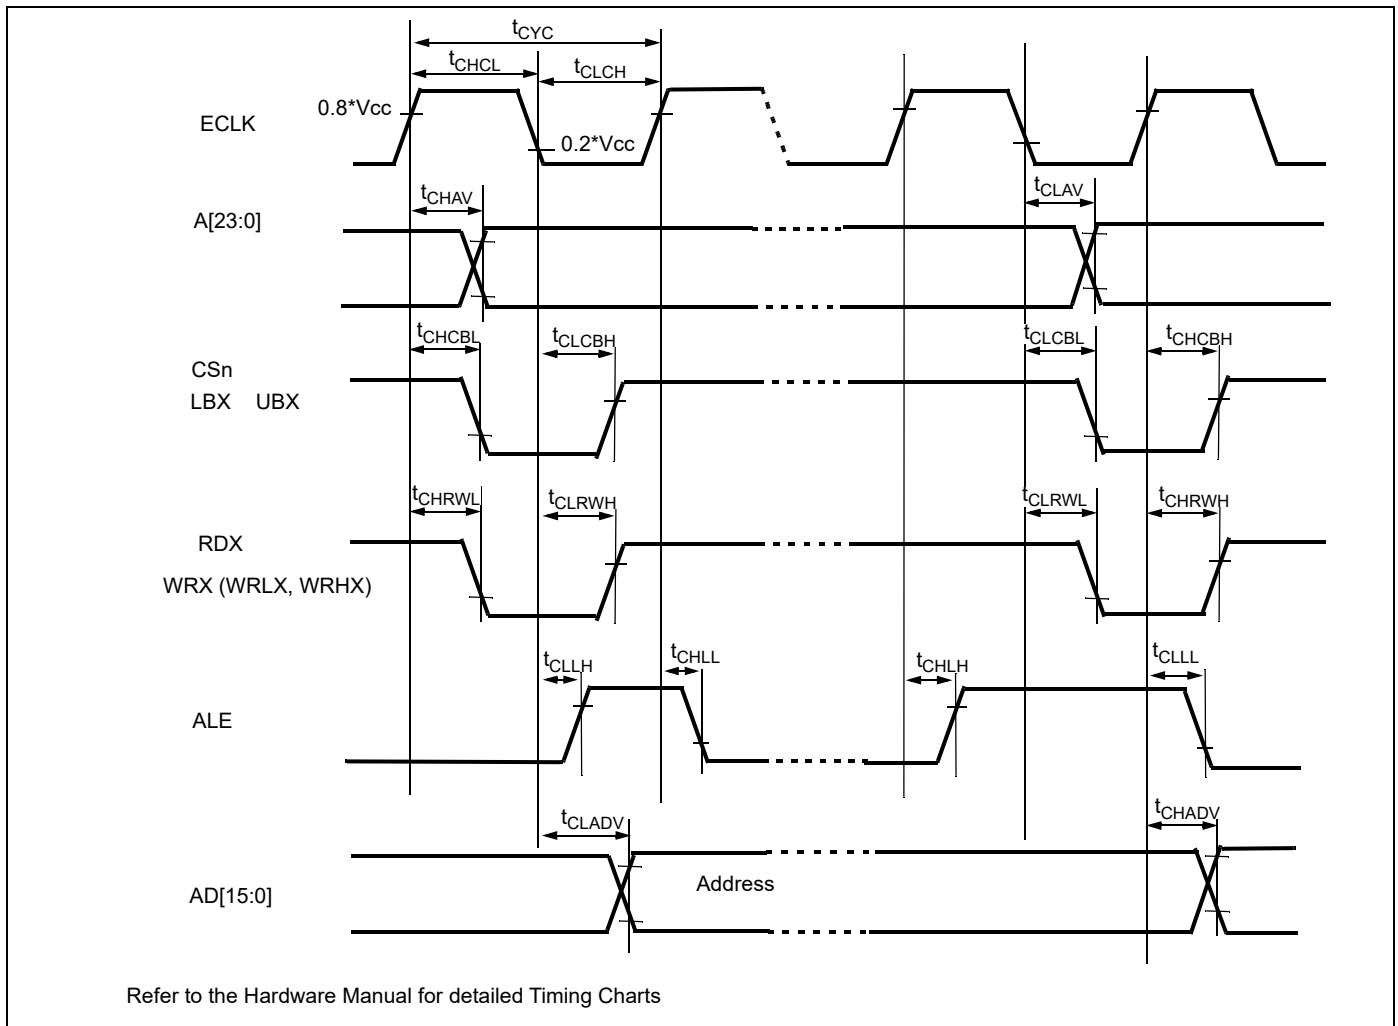 tCYC
tCHCL
tCLCH
0.8*Vcc
ECLK
0.2*Vcc
tCHAV
tCLAV
A[23:0]
tCHCBL
tCLCBH
tCLCBL
tCHCBH
CSn
LBX UBX
tCHRWL
tCLRWH
tCLRWL
tCHRWH
RDX
WRX (WRLX, WRHX)
tCLLH
tCHLL
tCHLH
tCLLL
ALE
tCLADV
tCHADV
Address
AD[15:0]
Refer to the Hardware Manual for detailed Timing Charts